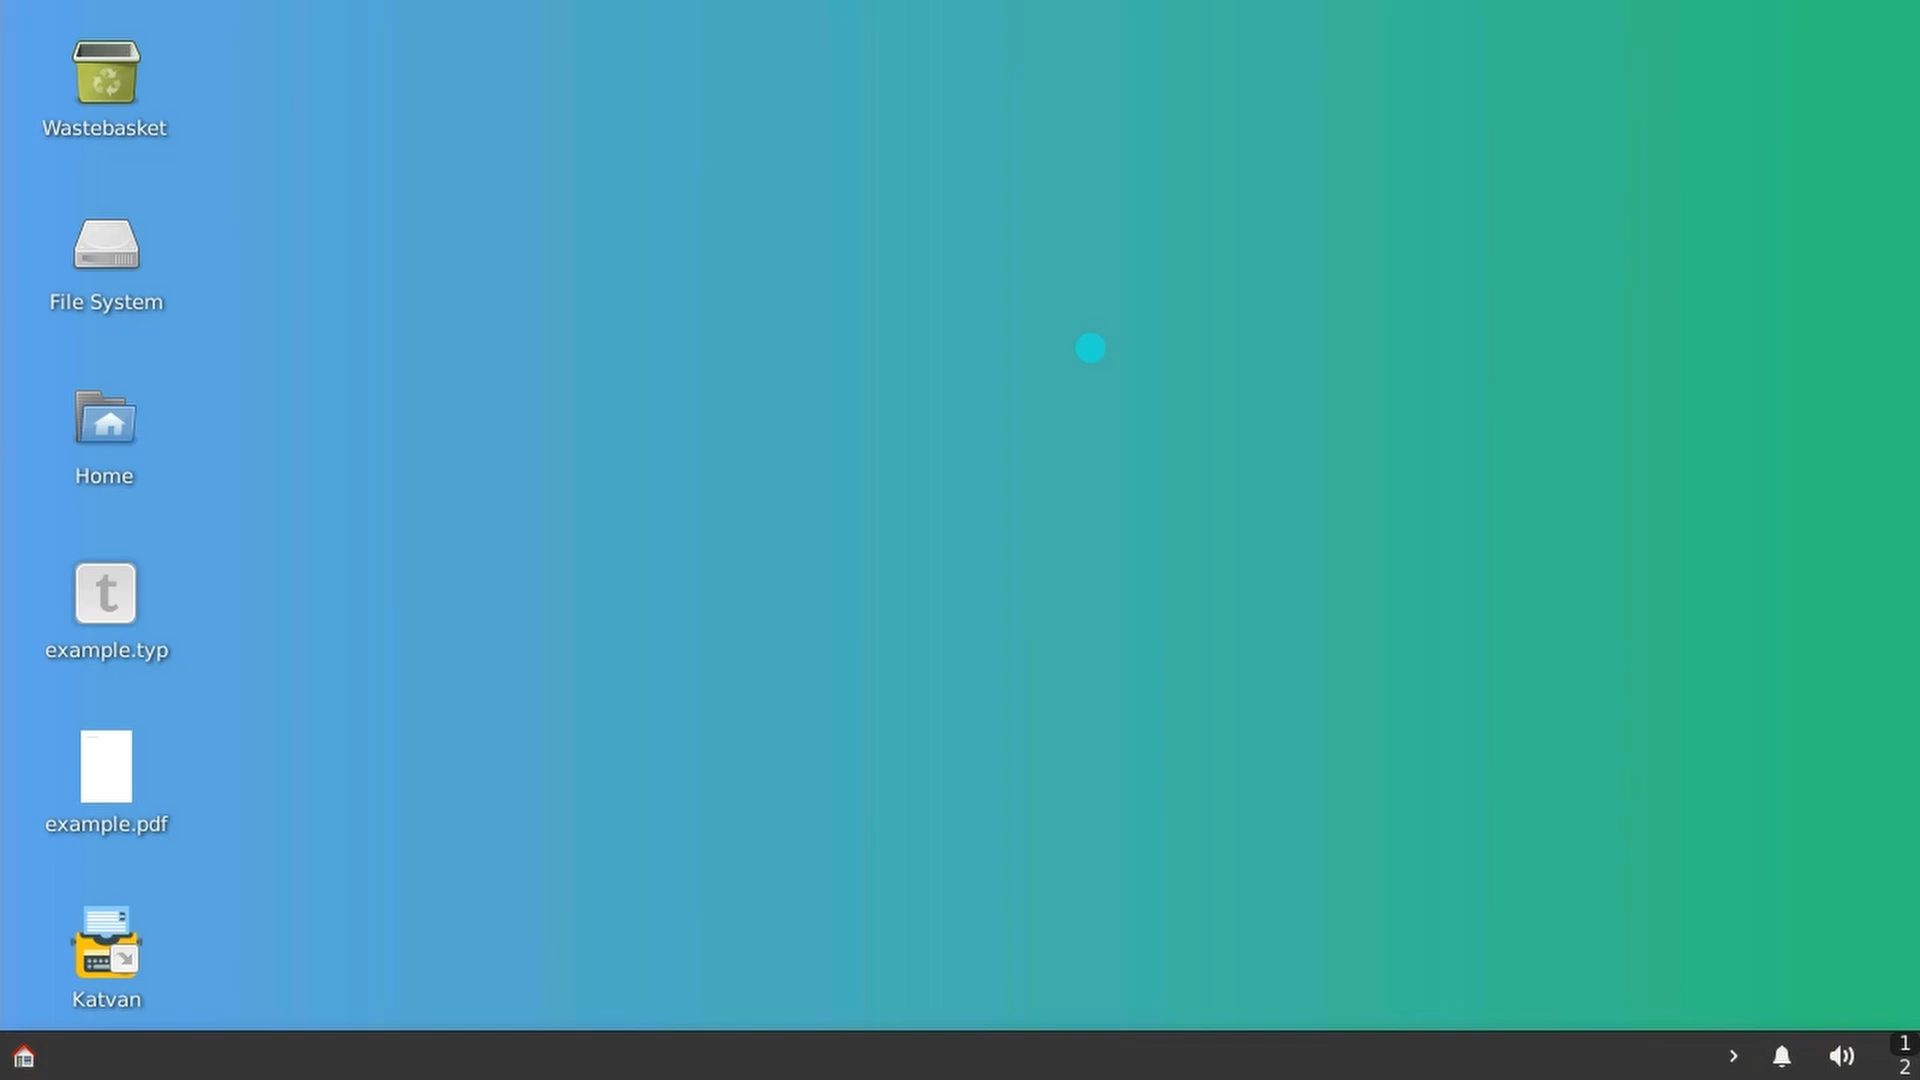 Wastebasket
File System
Home
t
example.typ
example.pdf
Katvan
1
2